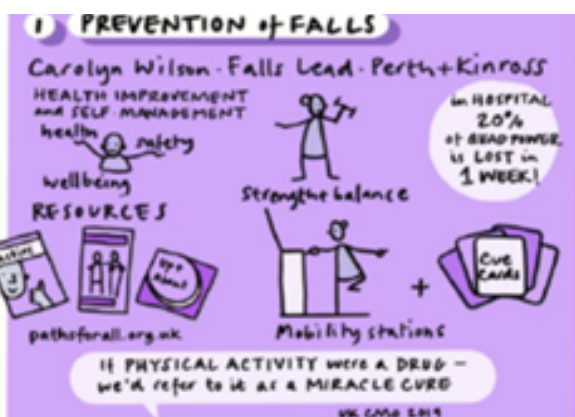 1 PREVENTION of FALLS
Carolyn Wilson · Falls Lead · Perth + Kinross
HEALTH IMPROVEMENT
and SELF-MANAGEMENT
health
safety
wellbeing
Strength + balance
in HOSPITAL
20%
of QUAD POWER
is LOST in
1 WEEK!
RESOURCES
up + about
pathsforall.org.uk
Mobility stations
+
Cue
Cards
If PHYSICAL ACTIVITY were a DRUG –
we'd refer to it as a MIRACLE CURE
UK CMO 2019